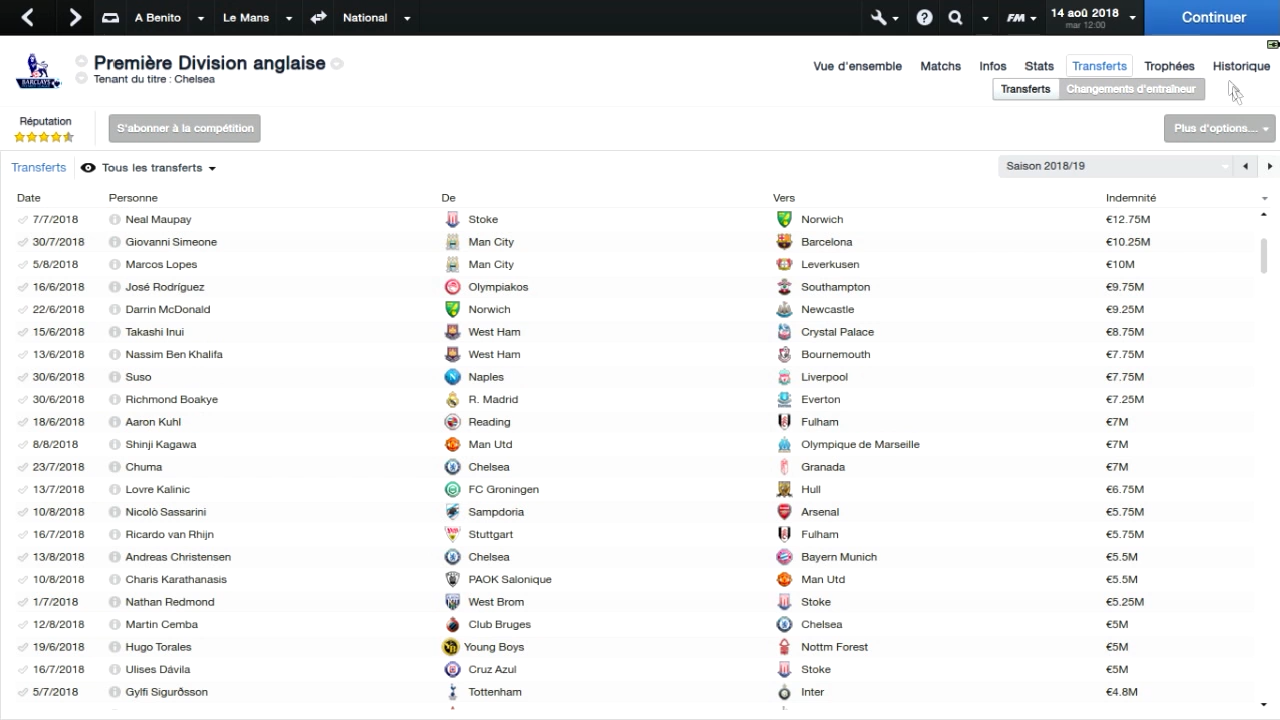 A Benito Le Mans National FM 14 aoû 2018 mar 12:00 Continuer
Première Division anglaise
Tenant du titre : Chelsea
Vue d'ensemble Matchs Infos Stats Transferts Trophées Historique
Transferts Changements d'entraîneur
BARCLAYS
Réputation
S'abonner à la compétition Plus d'options...
Transferts Tous les transferts Saison 2018/19
Date Personne De Vers Indemnité
7/7/2018 Neal Maupay Stoke Norwich €12.75M
30/7/2018 Giovanni Simeone Man City Barcelona €10.25M
5/8/2018 Marcos Lopes Man City Leverkusen €10M
16/6/2018 José Rodríguez Olympiakos Southampton €9.75M
22/6/2018 Darrin McDonald Norwich Newcastle €9.25M
15/6/2018 Takashi Inui West Ham Crystal Palace €8.75M
13/6/2018 Nassim Ben Khalifa West Ham Bournemouth €7.75M
30/6/2018 Suso Naples Liverpool €7.75M
30/6/2018 Richmond Boakye R. Madrid Everton €7.25M
18/6/2018 Aaron Kuhl Reading Fulham €7M
8/8/2018 Shinji Kagawa Man Utd Olympique de Marseille €7M
23/7/2018 Chuma Chelsea Granada €7M
13/7/2018 Lovre Kalinic FC Groningen Hull €6.75M
10/8/2018 Nicolò Sassarini Sampdoria Arsenal €5.75M
16/7/2018 Ricardo van Rhijn Stuttgart Fulham €5.75M
13/8/2018 Andreas Christensen Chelsea Bayern Munich €5.5M
10/8/2018 Charis Karathanasis PAOK Salonique Man Utd €5.5M
1/7/2018 Nathan Redmond West Brom Stoke €5.25M
12/8/2018 Martin Cemba Club Bruges Chelsea €5M
19/6/2018 Hugo Torales Young Boys Nottm Forest €5M
16/7/2018 Ulises Dávila Cruz Azul Stoke €5M
5/7/2018 Gylfi Sigurðsson Tottenham Inter €4.8M